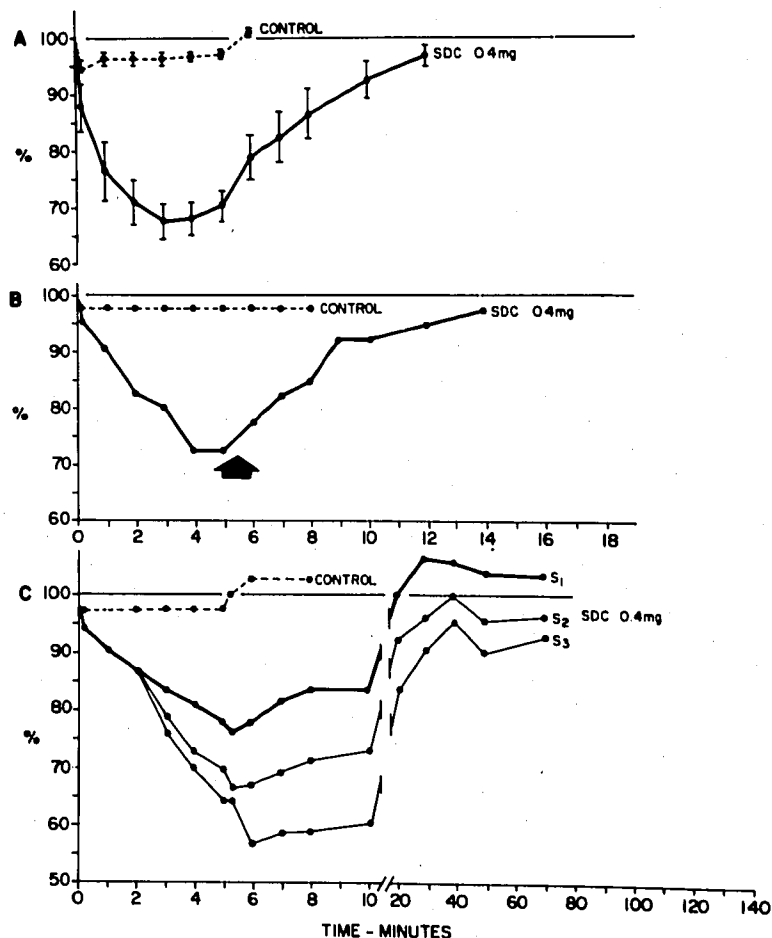 A
100
CONTROL
SDC 0.4mg
90
%
80
70
60
B
100
CONTROL
SDC 0.4mg
90
%
80
70
60
0 2 4 6 8 10 12 14 16 18
C
100
CONTROL
S1
S2
SDC 0.4mg
S3
90
80
%
70
60
50
0 2 4 6 8 10 20 40 60 80 100 120 140
TIME - MINUTES